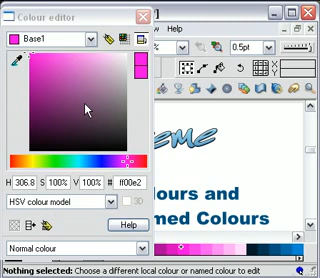 Colour editor
Base1
Help
% 0.5pt
H 306.8 S 100% V 100% # ff00e2
HSV colour model 3D
Help
Normal colour
eme
lours and
med Colours
Nothing selected: Choose a different local colour or named colour to edit